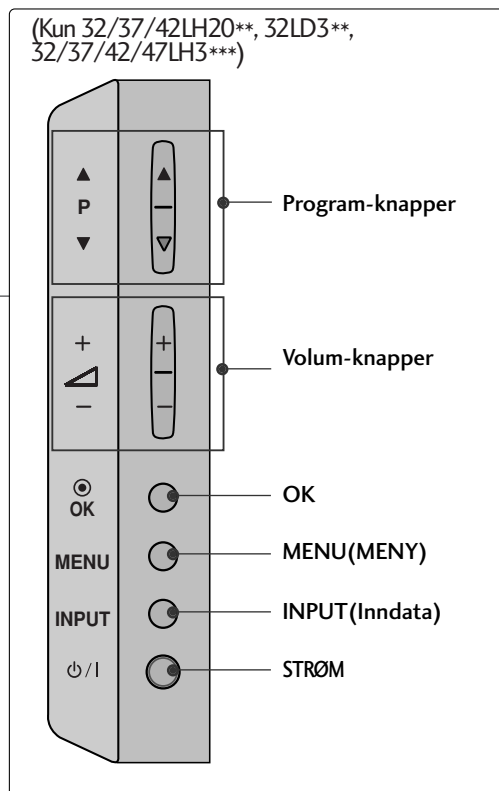 (Kun 32/37/42LH20**, 32LD3**,
32/37/42/47LH3***)
▲
P
▼
Program-knapper
+
-
+
-
Volum-knapper
OK
OK
MENU
MENU(MENY)
INPUT
INPUT(Inndata)
⏻/I
STRØM